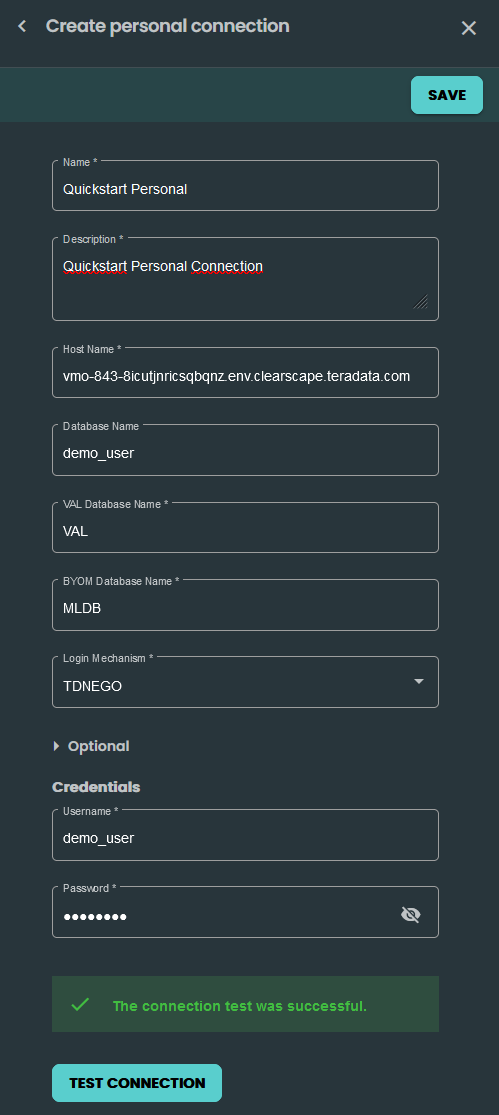 Create personal connection
SAVE
Name *
Quickstart Personal
Description *
Quickstart Personal Connection
Host Name *
vmo-843-8icutjnricsqbqnz.env.clearscape.teradata.com
Database Name
demo_user
VAL Database Name *
VAL
BYOM Database Name *
MLDB
Login Mechanism *
TDNEGO
Optional
Credentials
Username *
demo_user
Password *
••••••••
The connection test was successful.
TEST CONNECTION